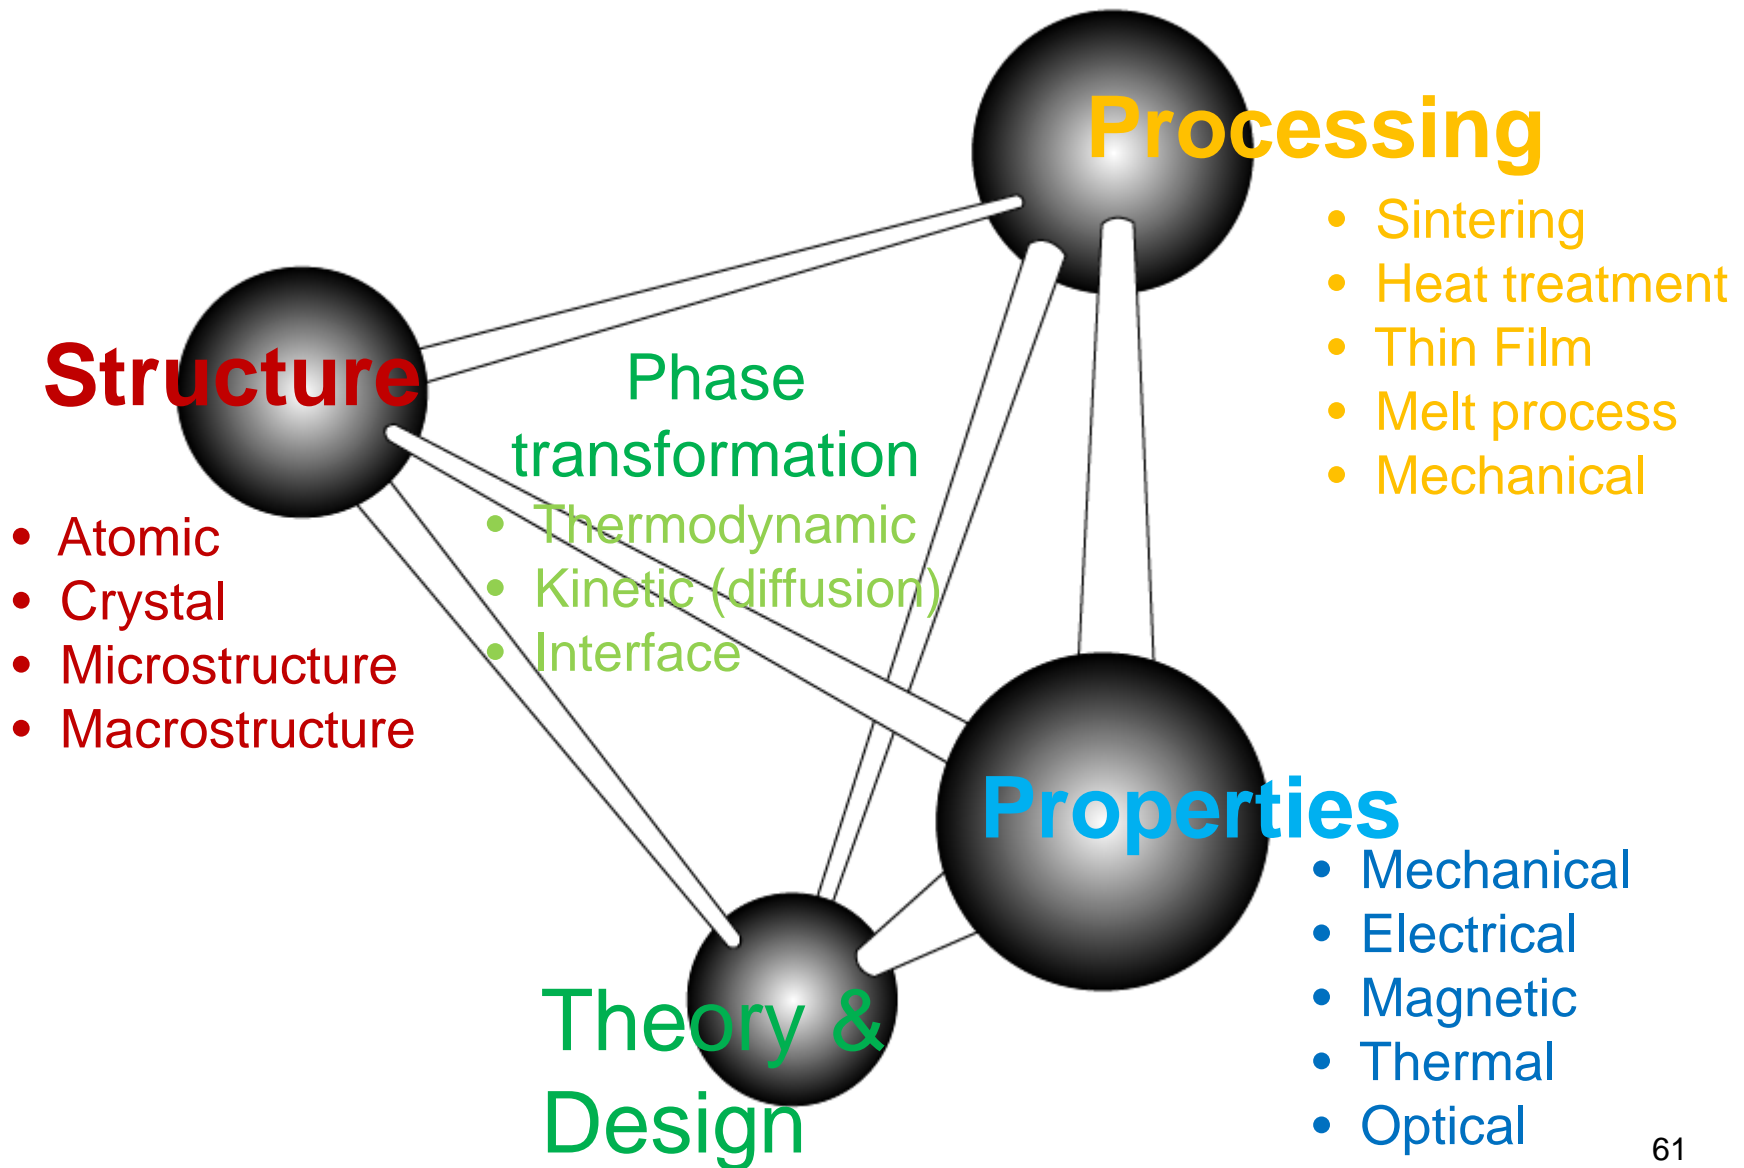 Processing
• Sintering
• Heat treatment
• Thin Film
• Melt process
• Mechanical
Structure
• Atomic
• Crystal
• Microstructure
• Macrostructure
Phase
transformation
• Thermodynamic
• Kinetic (diffusion)
• Interface
Properties
• Mechanical
• Electrical
• Magnetic
• Thermal
• Optical
Theory &
Design
61